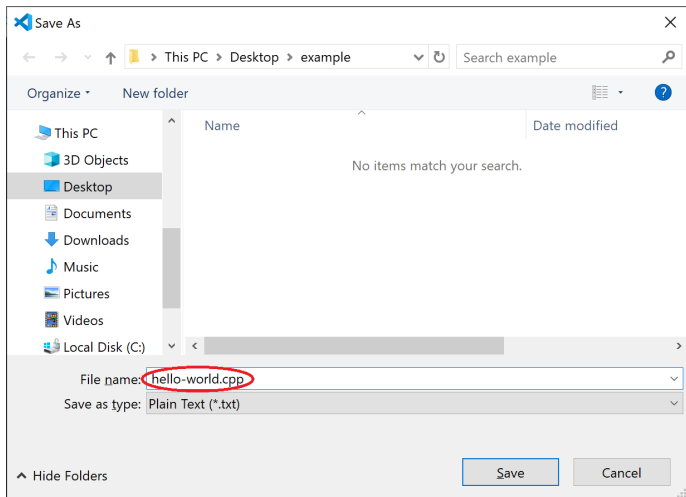 Save As
This PC > Desktop > example
Search example
Organize
New folder
Name
Date modified
This PC
3D Objects
Desktop
Documents
Downloads
Music
Pictures
Videos
Local Disk (C:)
No items match your search.
File name: hello-world.cpp
Save as type: Plain Text (*.txt)
Hide Folders
Save
Cancel